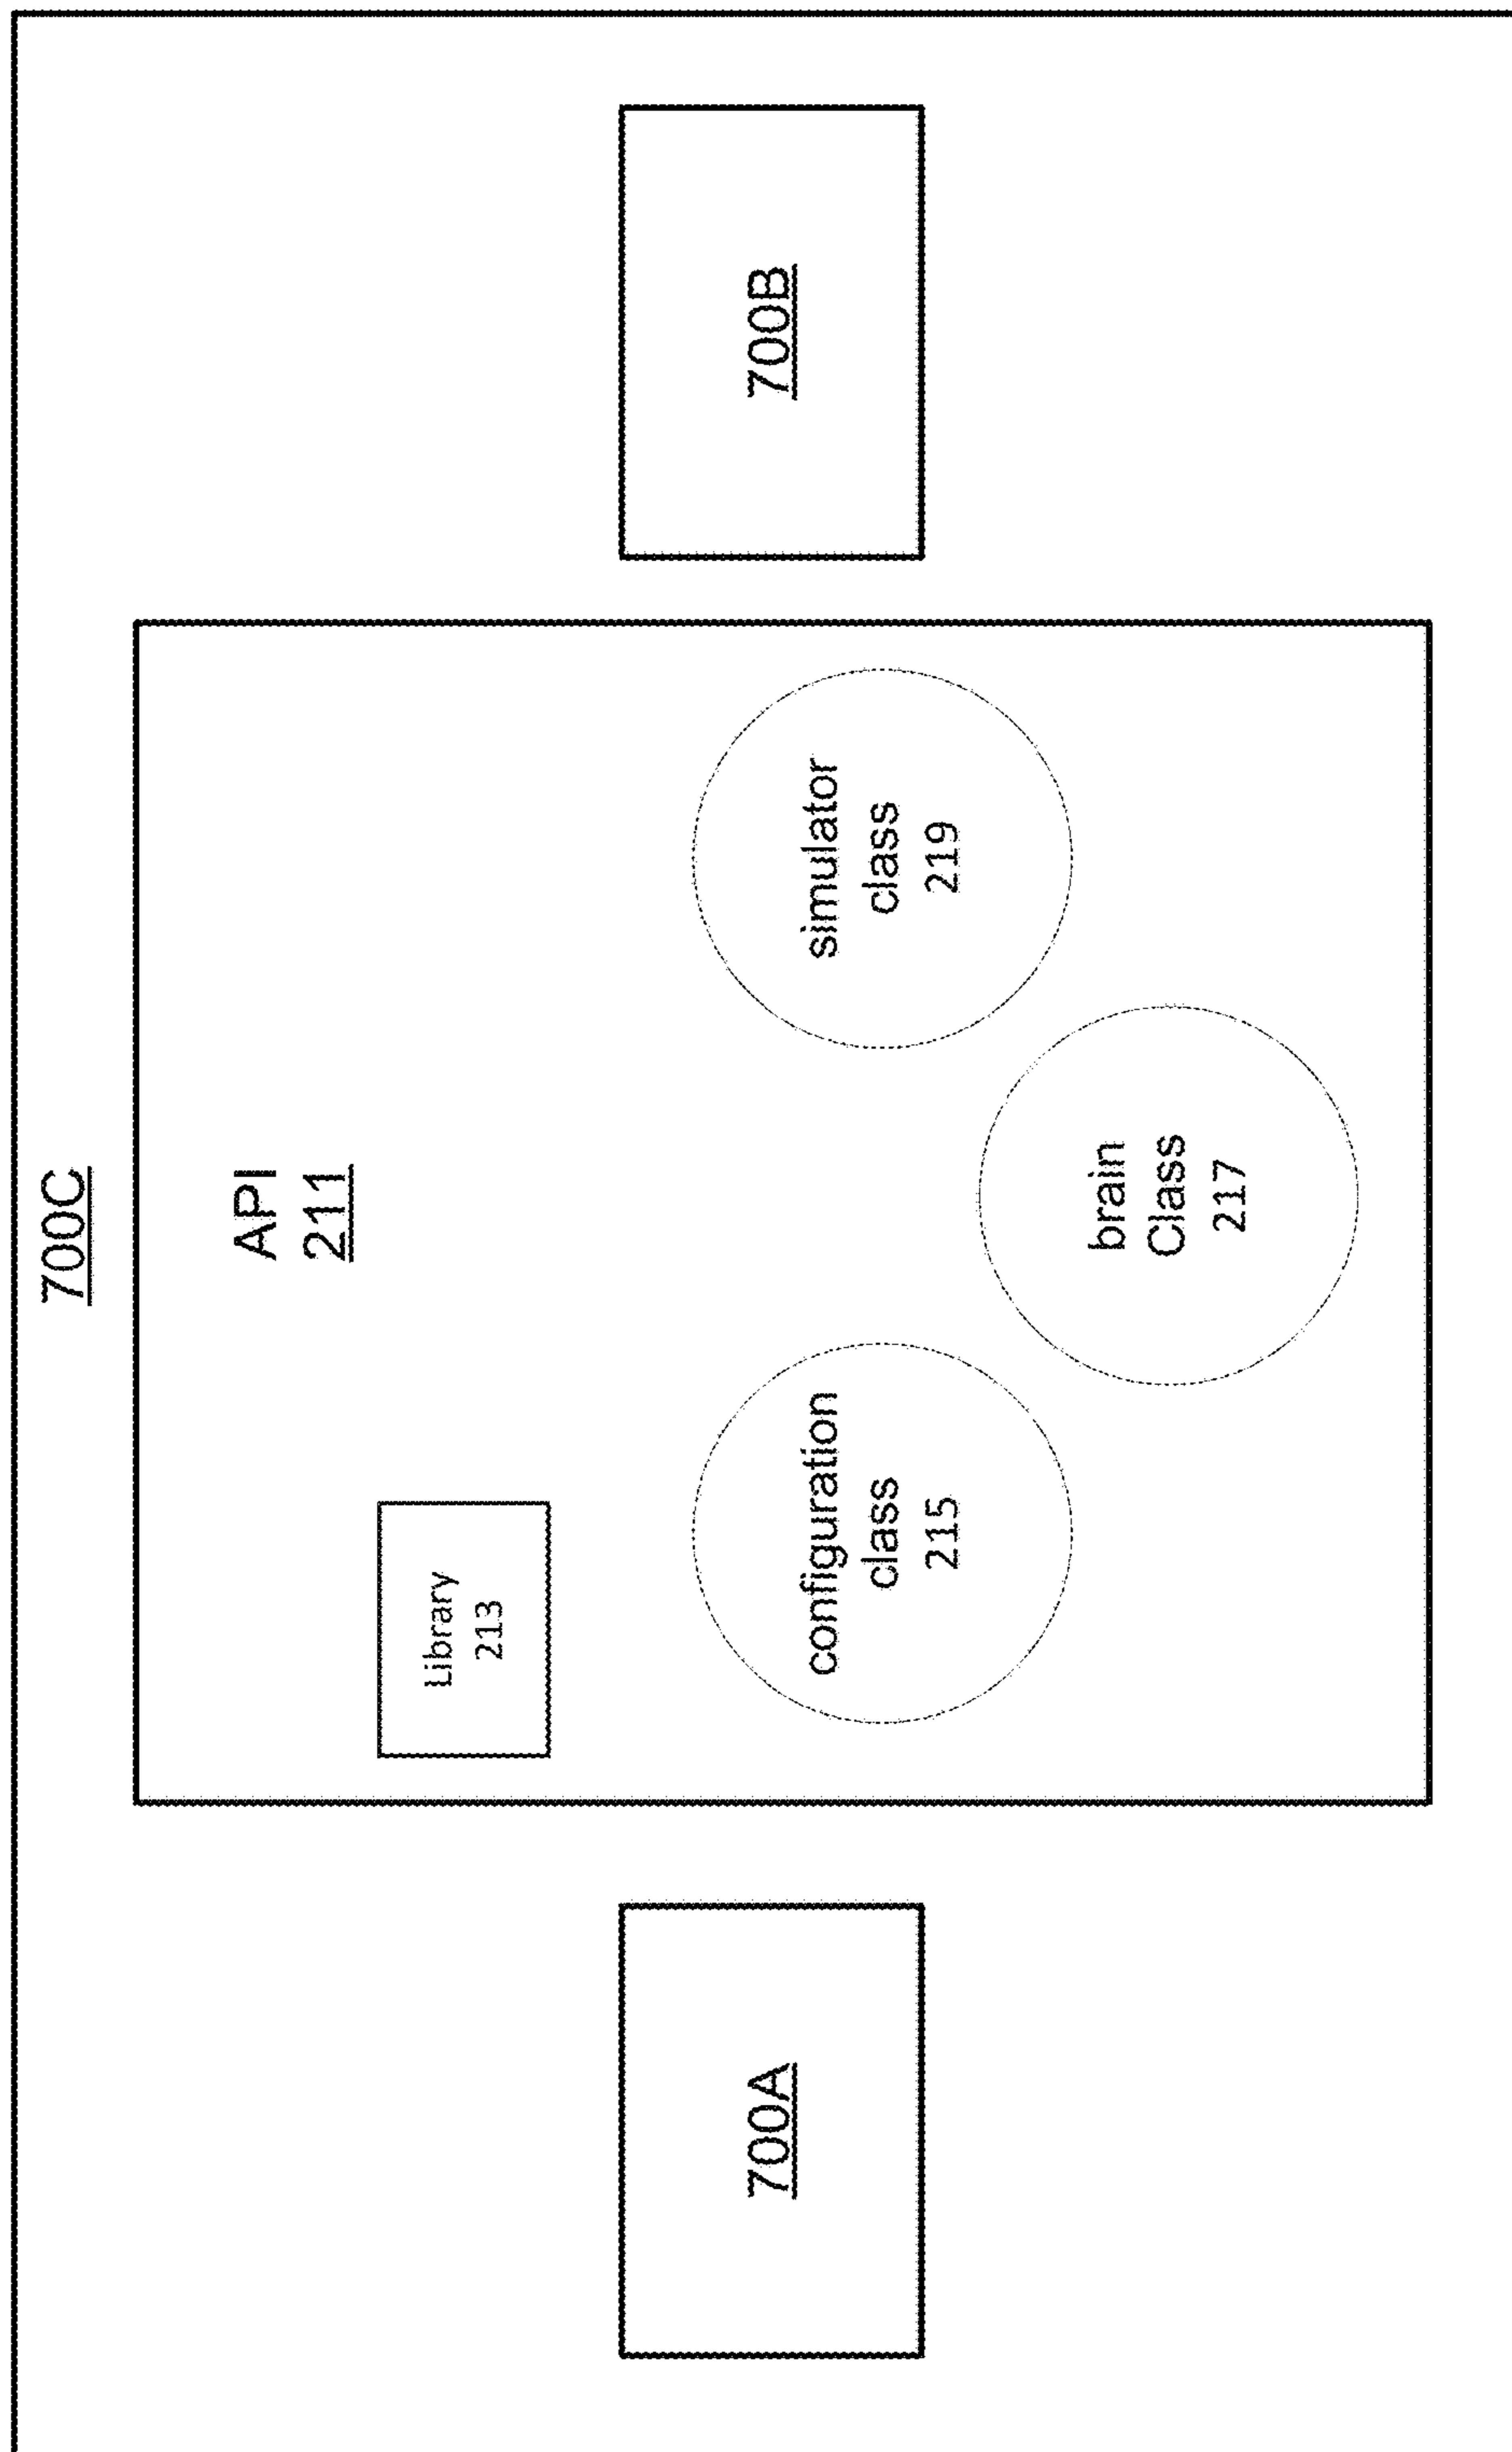 700C
API
211
Library
213
configuration
class
215
brain
Class
217
simulator
class
219
700A
700B